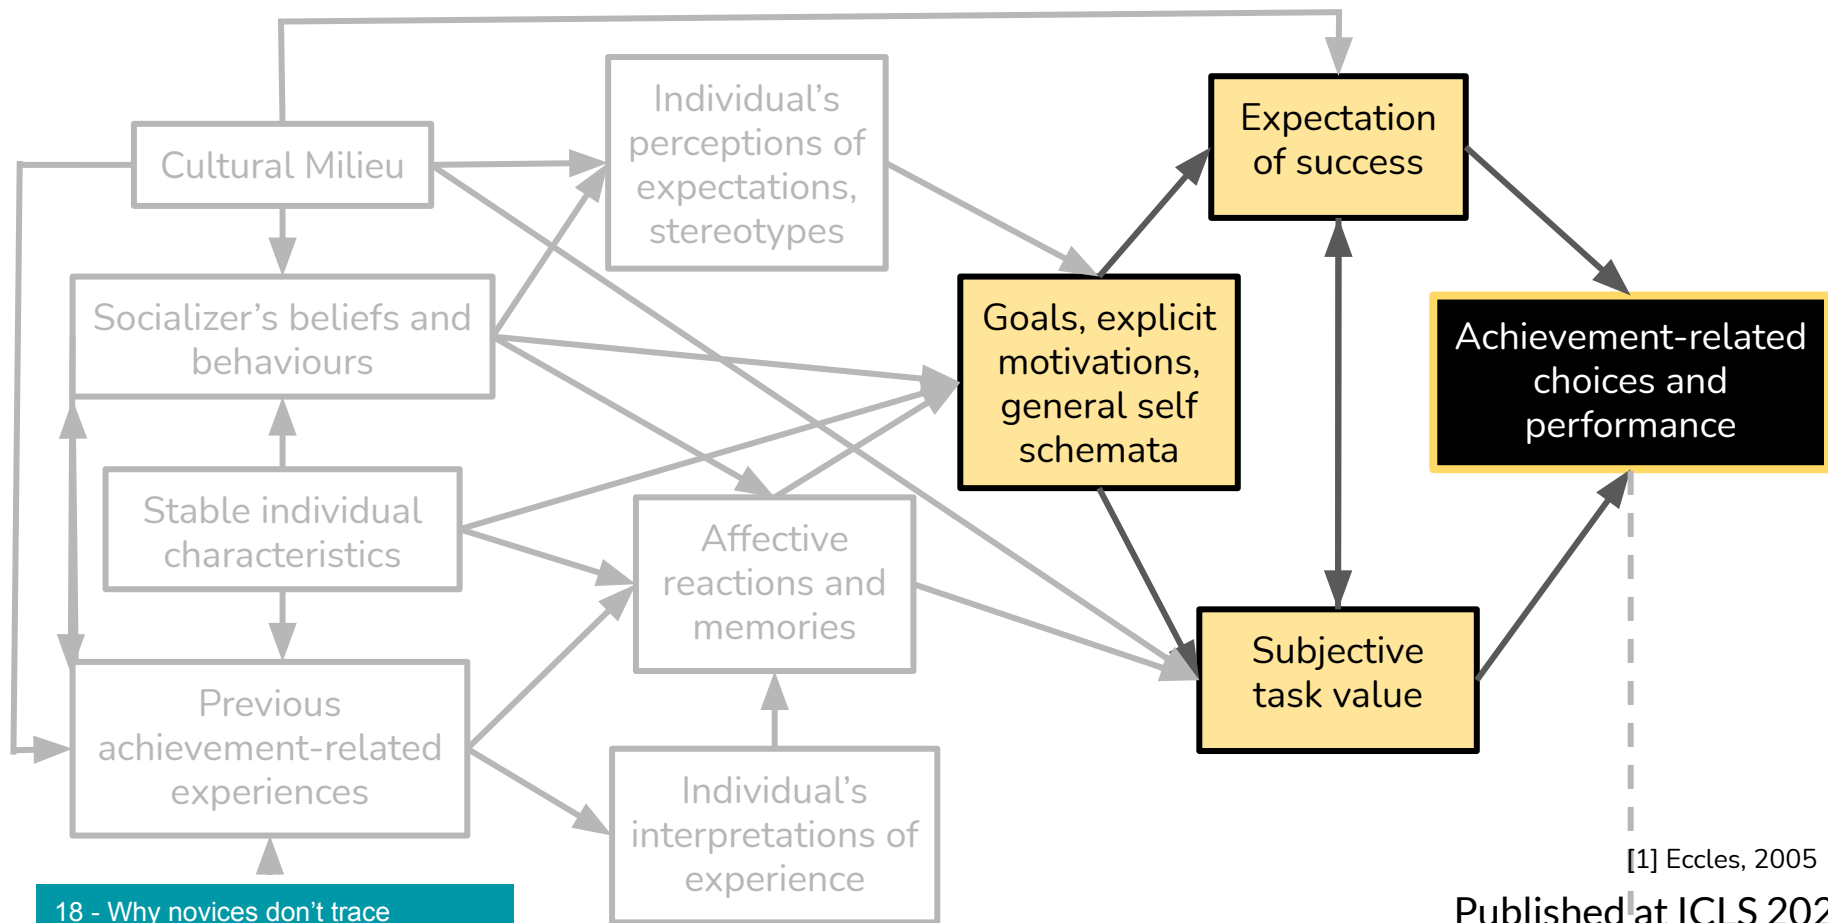 Cultural Milieu
Individual's
perceptions of
expectations,
stereotypes
Expectation
of success
Socializer's beliefs and
behaviours
Goals, explicit
motivations,
general self
schemata
Achievement-related
choices and
performance
Stable individual
characteristics
Affective
reactions and
memories
Subjective
task value
Previous
achievement-related
experiences
Individual's
interpretations of
experience
[1] Eccles, 2005
18 - Why novices don't trace
Published at ICLS 202